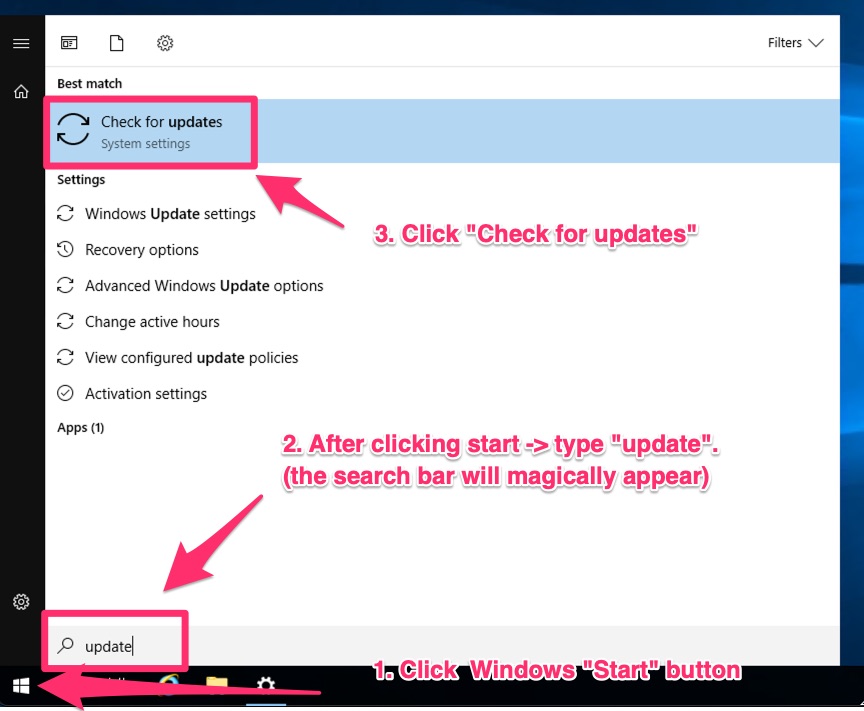 Filters
Best match
Check for updates
System settings
Settings
Windows Update settings
Recovery options
3. Click "Check for updates"
Advanced Windows Update options
Change active hours
View configured update policies
Activation settings
Apps (1)
2. After clicking start -> type "update".
(the search bar will magically appear)
update
1. Click  Windows "Start" button